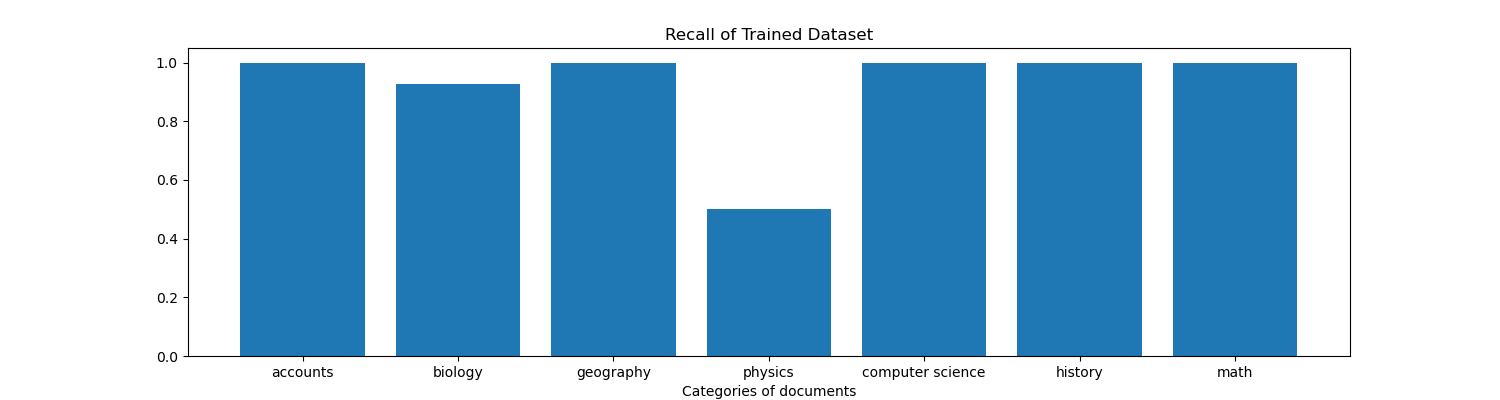 Recall of Trained Dataset
1.0
0.8
0.6
0.4
0.2
0.0
accounts biology geography physics computer science history math
Categories of documents